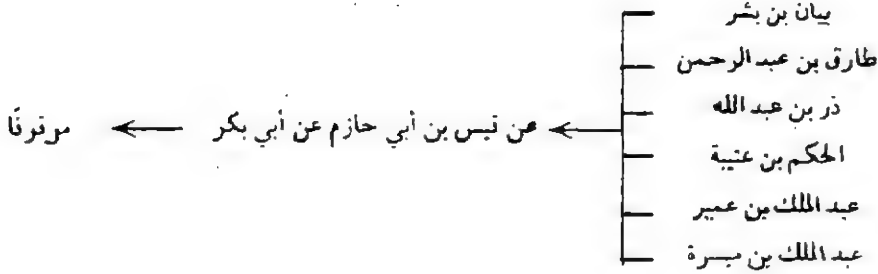 بيان بن بشر
طارق بن عبد الرحمن
ذر بن عبد الله
عن قيس بن أبي حازم عن أبي بكر موقوفًا
الحكم بن عتيبة
عبد الملك بن عمير
عبد الملك بن ميسرة